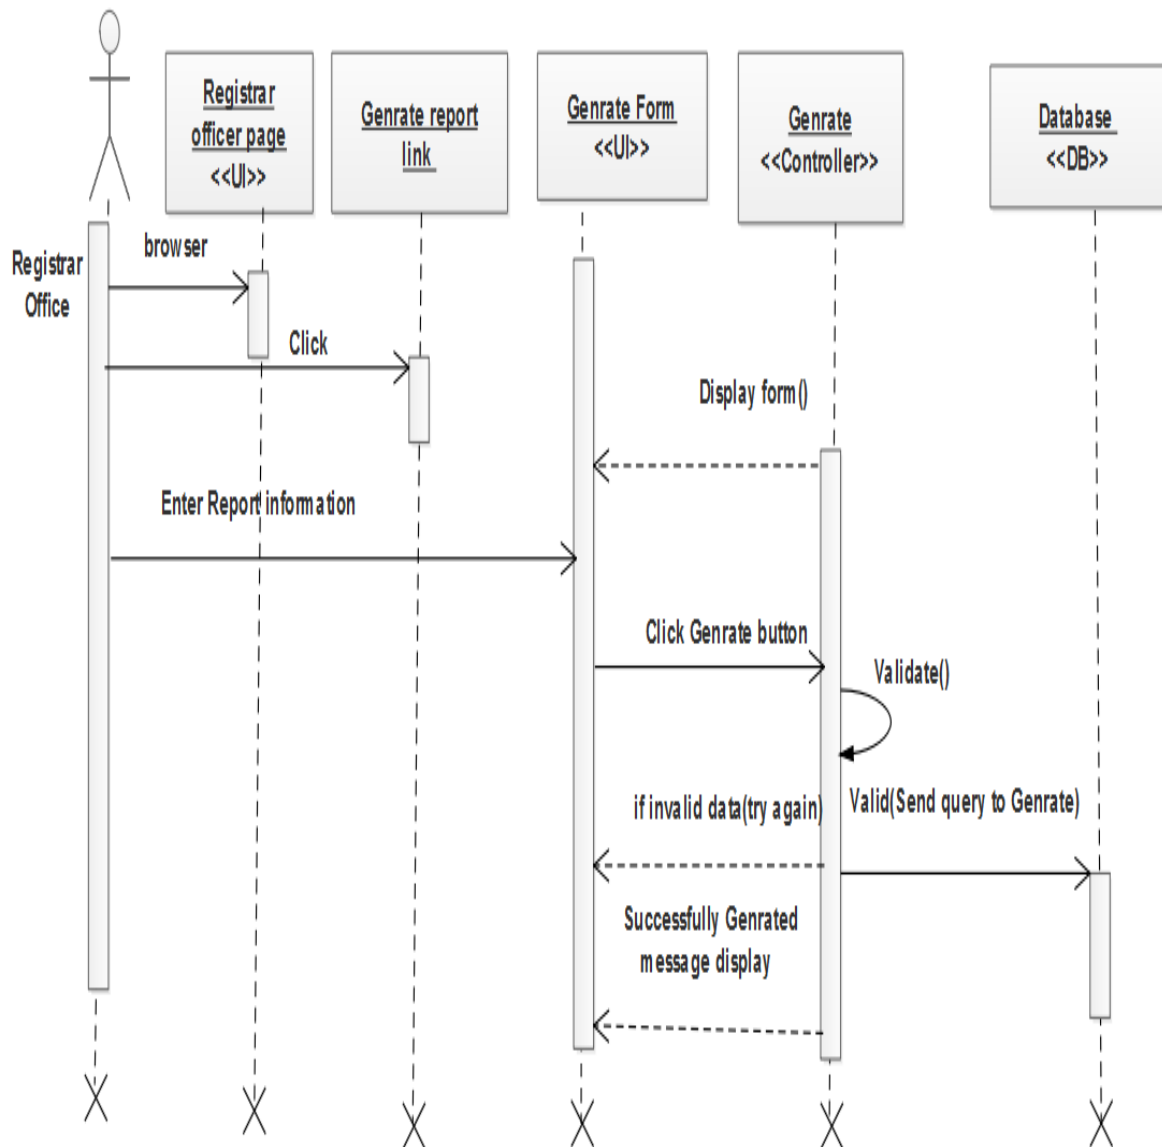 Registrar
officer page
<<UI>>
Genrate report
link
Genrate Form
<<UI>>
Genrate
<<Controller>>
Database
<<DB>>
Registrar
Office
browser
Click
Display form()
Enter Report information
Click Genrate button
Validate()
if invalid data(try again)
Valid(Send query to Genrate)
Successfully Genrated
message display